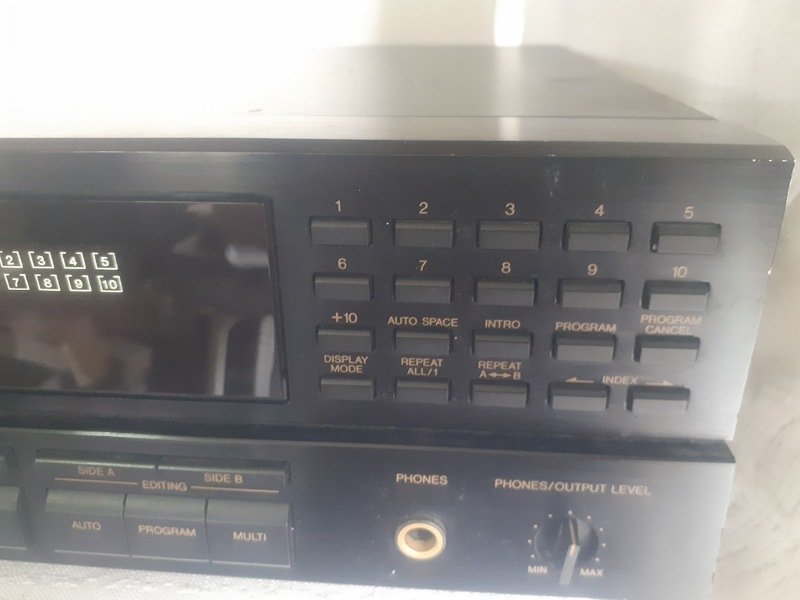 1 2 3 4 5
2 3 4 5
6 7 8 9 10
7 8 9 10
+10 AUTO SPACE INTRO PROGRAM PROGRAM CANCEL
DISPLAY MODE REPEAT ALL/1 REPEAT A↔B ← INDEX →
SIDE A SIDE B
EDITING
AUTO PROGRAM MULTI
PHONES
PHONES/OUTPUT LEVEL
MIN MAX